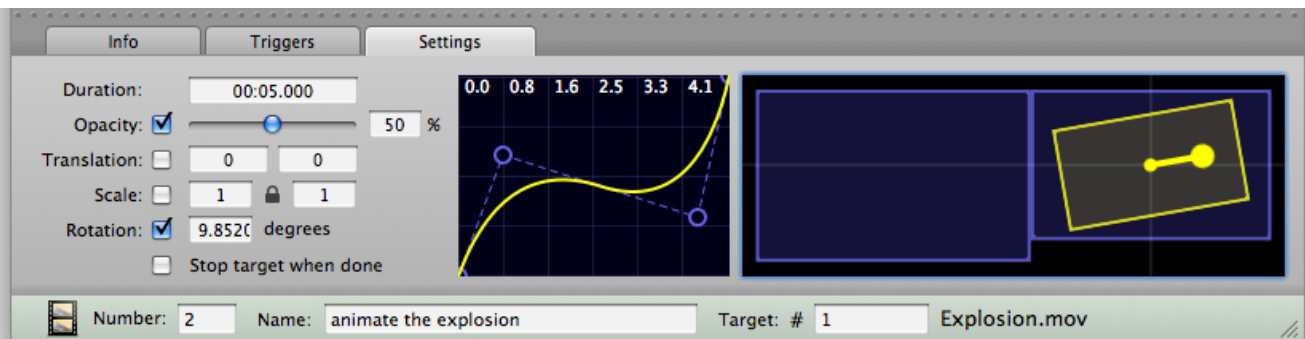 Info Triggers Settings
Duration: 00:05.000
Opacity: 50 %
Translation: 0 0
Scale: 1 1
Rotation: 9.852 degrees
Stop target when done
0.0 0.8 1.6 2.5 3.3 4.1
Number: 2 Name: animate the explosion Target: # 1 Explosion.mov